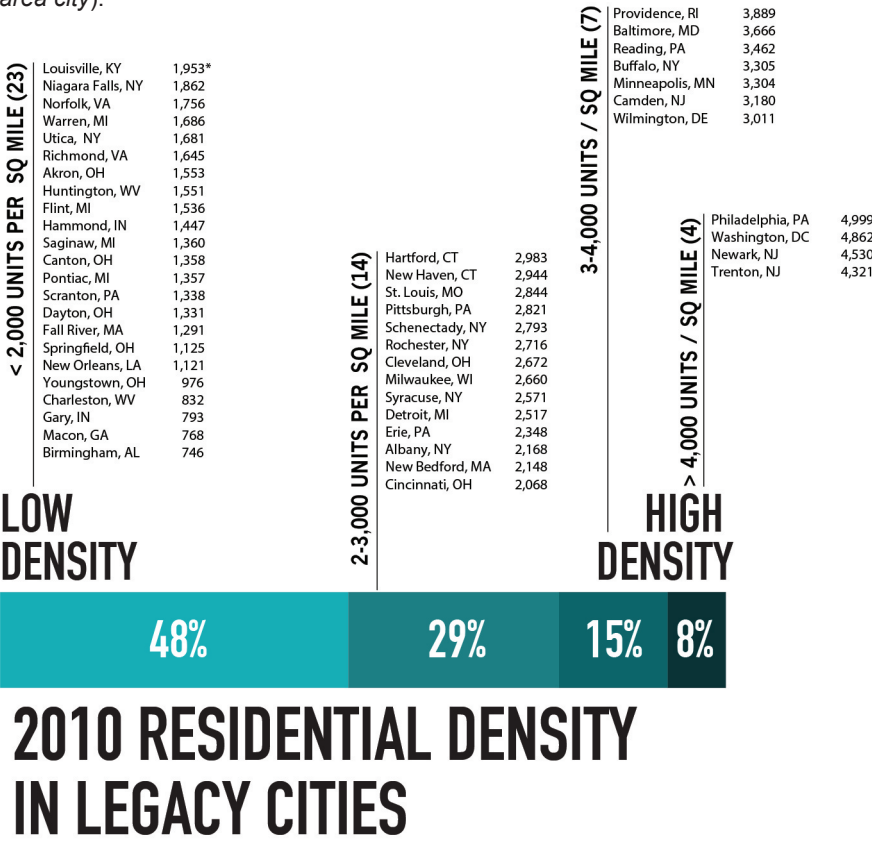 area city).
< 2,000 UNITS PER SQ MILE (23)
Louisville, KY 1,953*
Niagara Falls, NY 1,862
Norfolk, VA 1,756
Warren, MI 1,686
Utica, NY 1,681
Richmond, VA 1,645
Akron, OH 1,553
Huntington, WV 1,551
Flint, MI 1,536
Hammond, IN 1,447
Saginaw, MI 1,360
Canton, OH 1,358
Pontiac, MI 1,357
Scranton, PA 1,338
Dayton, OH 1,331
Fall River, MA 1,291
Springfield, OH 1,125
New Orleans, LA 1,121
Youngstown, OH 976
Charleston, WV 832
Gary, IN 793
Macon, GA 768
Birmingham, AL 746
2-3,000 UNITS PER SQ MILE (14)
Hartford, CT 2,983
New Haven, CT 2,944
St. Louis, MO 2,844
Pittsburgh, PA 2,821
Schenectady, NY 2,793
Rochester, NY 2,716
Cleveland, OH 2,672
Milwaukee, WI 2,660
Syracuse, NY 2,571
Detroit, MI 2,517
Erie, PA 2,348
Albany, NY 2,168
New Bedford, MA 2,148
Cincinnati, OH 2,068
3-4,000 UNITS / SQ MILE (7)
Providence, RI 3,889
Baltimore, MD 3,666
Reading, PA 3,462
Buffalo, NY 3,305
Minneapolis, MN 3,304
Camden, NJ 3,180
Wilmington, DE 3,011
> 4,000 UNITS / SQ MILE (4)
Philadelphia, PA 4,999
Washington, DC 4,862
Newark, NJ 4,530
Trenton, NJ 4,321
LOW
DENSITY
HIGH
DENSITY
48% 29% 15% 8%
2010 RESIDENTIAL DENSITY
IN LEGACY CITIES